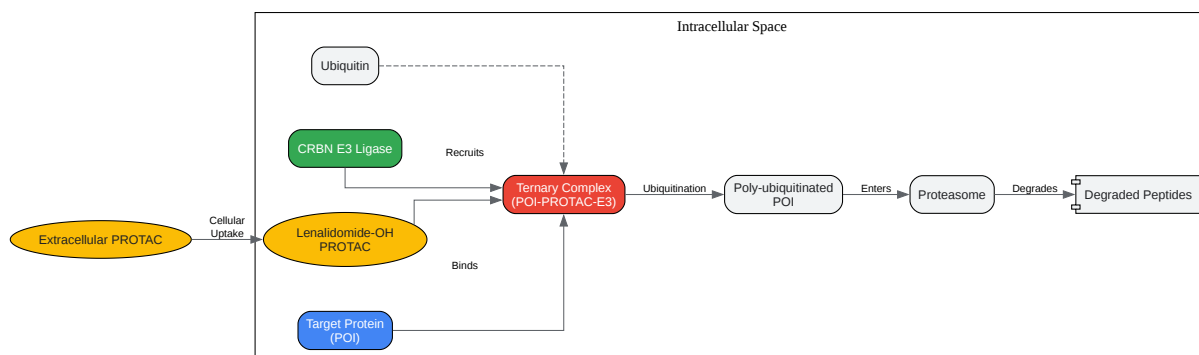 Intracellular Space
Ubiquitin
CRBN E3 Ligase
Recruits
Ternary Complex
(POI-PROTAC-E3)
Ubiquitination
Poly-ubiquitinated
POI
Enters
Proteasome
Degrades
Degraded Peptides
Extracellular PROTAC
Cellular
Uptake
Lenalidomide-OH
PROTAC
Binds
Target Protein
(POI)